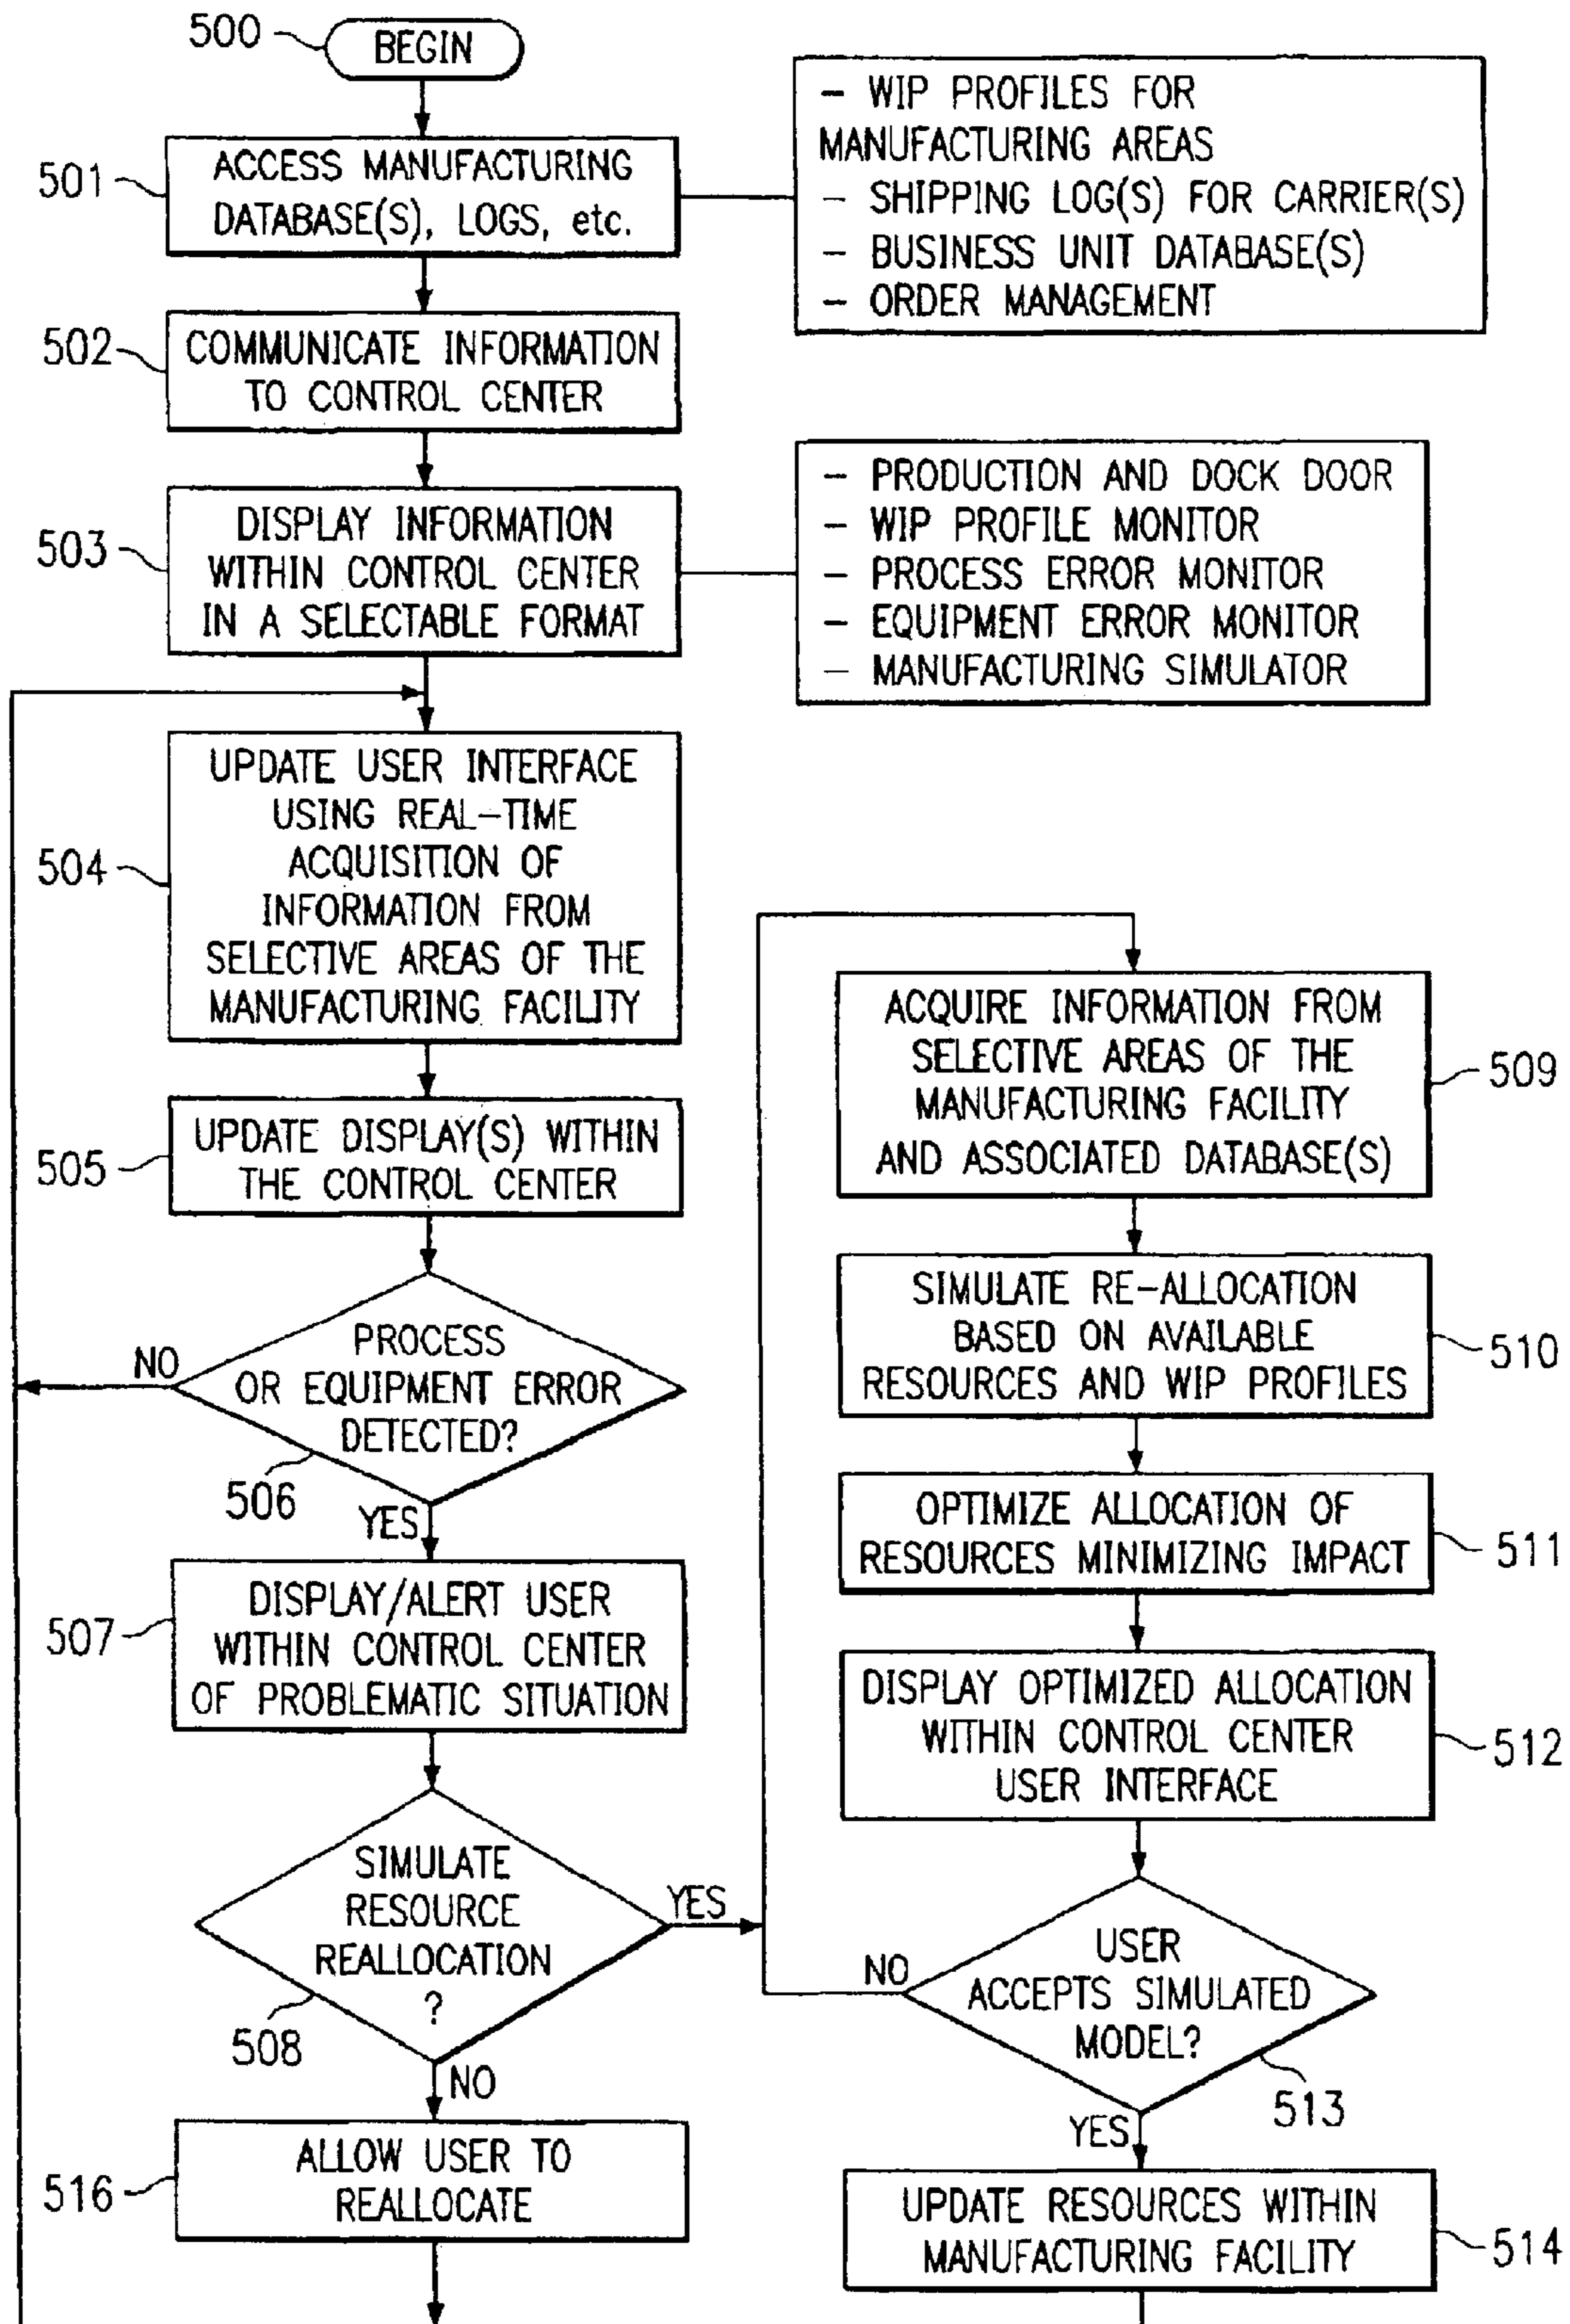 500
BEGIN
501
ACCESS MANUFACTURING
DATABASE(S), LOGS, etc.
– WIP PROFILES FOR
MANUFACTURING AREAS
– SHIPPING LOG(S) FOR CARRIER(S)
– BUSINESS UNIT DATABASE(S)
– ORDER MANAGEMENT
502
COMMUNICATE INFORMATION
TO CONTROL CENTER
503
DISPLAY INFORMATION
WITHIN CONTROL CENTER
IN A SELECTABLE FORMAT
– PRODUCTION AND DOCK DOOR
– WIP PROFILE MONITOR
– PROCESS ERROR MONITOR
– EQUIPMENT ERROR MONITOR
– MANUFACTURING SIMULATOR
504
UPDATE USER INTERFACE
USING REAL–TIME
ACQUISITION OF
INFORMATION FROM
SELECTIVE AREAS OF THE
MANUFACTURING FACILITY
505
UPDATE DISPLAY(S) WITHIN
THE CONTROL CENTER
PROCESS
OR EQUIPMENT ERROR
DETECTED?
NO
506
YES
507
DISPLAY/ALERT USER
WITHIN CONTROL CENTER
OF PROBLEMATIC SITUATION
SIMULATE
RESOURCE
REALLOCATION
?
YES
508
NO
516
ALLOW USER TO
REALLOCATE
ACQUIRE INFORMATION FROM
SELECTIVE AREAS OF THE
MANUFACTURING FACILITY
AND ASSOCIATED DATABASE(S)
509
SIMULATE RE–ALLOCATION
BASED ON AVAILABLE
RESOURCES AND WIP PROFILES
510
OPTIMIZE ALLOCATION OF
RESOURCES MINIMIZING IMPACT
511
DISPLAY OPTIMIZED ALLOCATION
WITHIN CONTROL CENTER
USER INTERFACE
512
USER
ACCEPTS SIMULATED
MODEL?
NO
513
YES
UPDATE RESOURCES WITHIN
MANUFACTURING FACILITY
514